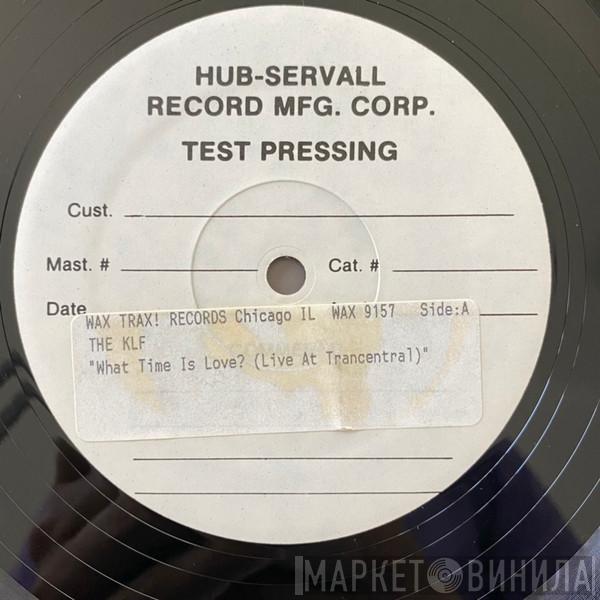 HUB-SERVALL
RECORD MFG. CORP.
TEST PRESSING
Cust.
Mast. # Cat. #
Date
WAX TRAX! RECORDS Chicago IL WAX 9157 Side:A
THE KLF
"What Time Is Love? (Live At Trancentral)"
МАРКЕТ ВИНИЛА